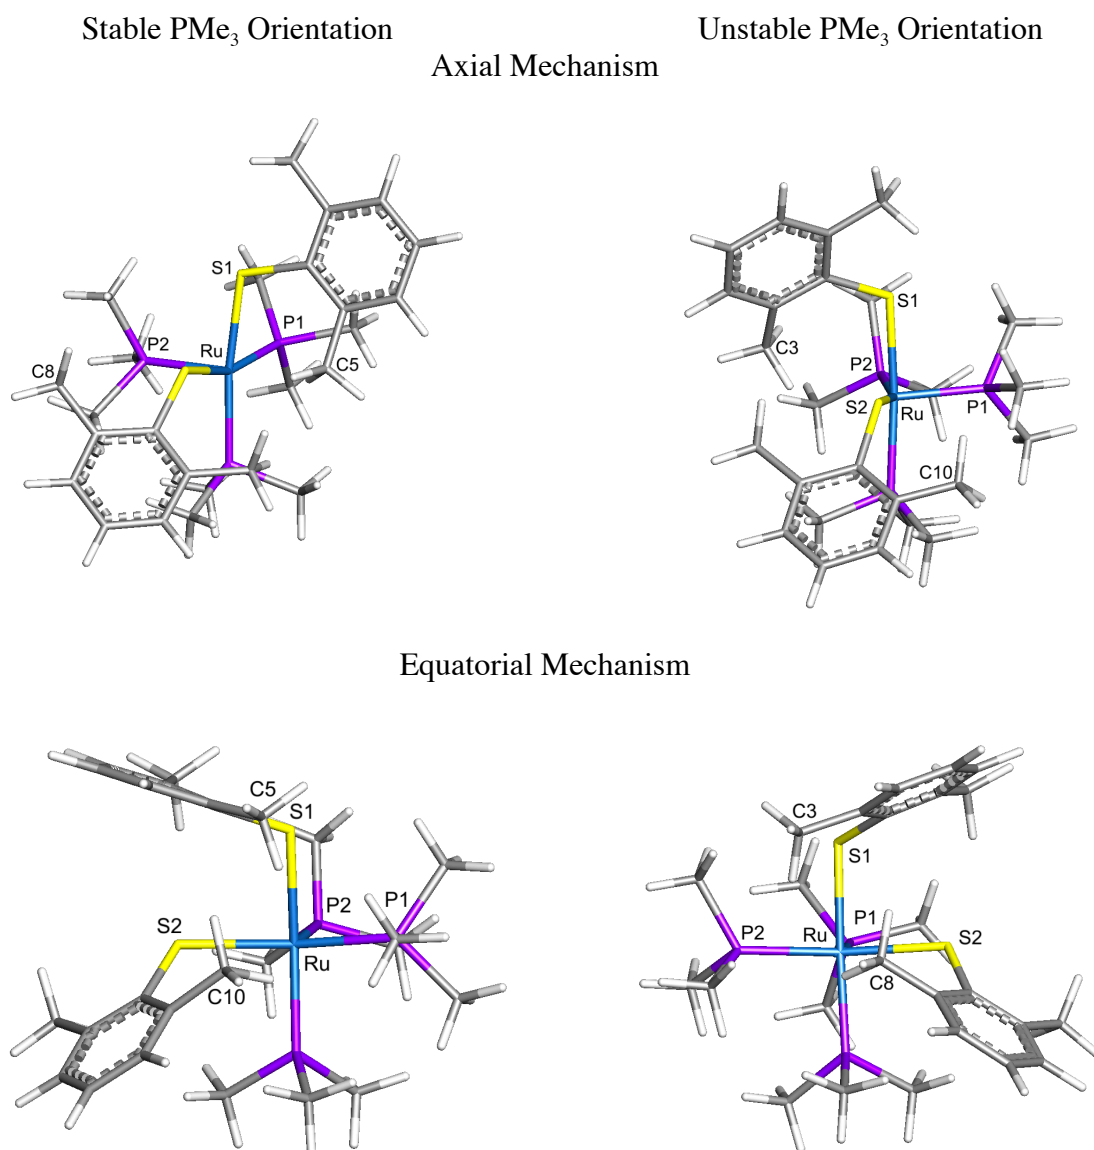 Stable PMe₃ Orientation
Unstable PMe₃ Orientation
Axial Mechanism
S1
P1
P2
Ru
C8
C5
S1
C3
P2
S2
Ru
P1
C10
Equatorial Mechanism
C5
S1
P1
P2
S2
Ru
C10
C3
S1
P1
P2
Ru
S2
C8